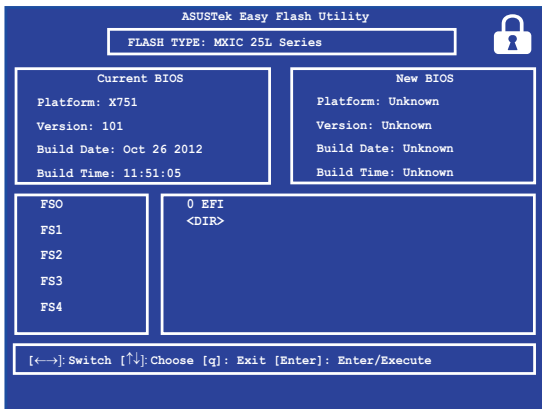 ASUSTek Easy Flash Utility
FLASH TYPE: MXIC 25L Series
Current BIOS
Platform: X751
Version: 101
Build Date: Oct 26 2012
Build Time: 11:51:05
New BIOS
Platform: Unknown
Version: Unknown
Build Date: Unknown
Build Time: Unknown
FSO
FS1
FS2
FS3
FS4
0 EFI
<DIR>
[←→]: Switch [↑↓]: Choose [q]: Exit [Enter]: Enter/Execute